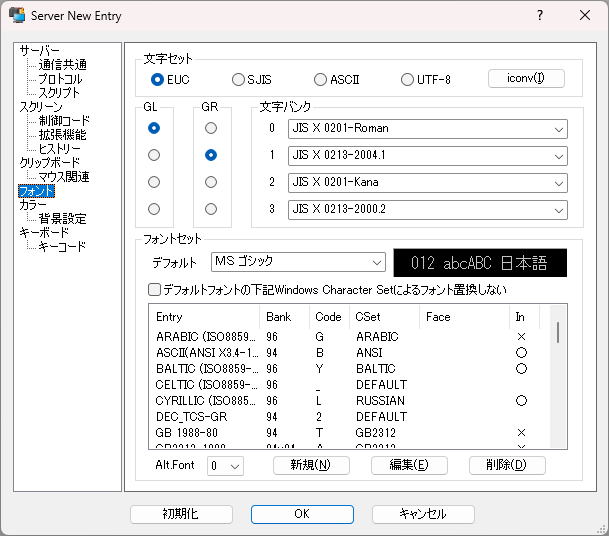 Server New Entry
サーバー
通信共通
プロトコル
スクリプト
スクリーン
制御コード
拡張機能
ヒストリー
クリップボード
マウス関連
フォント
カラー
背景設定
キーボード
キーコード
文字セット
EUC SJIS ASCII UTF-8 iconv(I)
GL GR 文字バンク
0 JIS X 0201-Roman
1 JIS X 0213-2004.1
2 JIS X 0201-Kana
3 JIS X 0213-2000.2
フォントセット
デフォルト MS ゴシック 012 abcABC 日本語
デフォルトフォントの下記Windows Character Setによるフォント置換しない
Entry Bank Code CSet Face In
ARABIC (ISO8859... 96 G ARABIC ×
ASCII(ANSI X3.4-1... 94 B ANSI ○
BALTIC (ISO8859-... 96 Y BALTIC ○
CELTIC (ISO8859-... 96 _ DEFAULT
CYRILLIC (ISO885... 96 L RUSSIAN ○
DEC_TCS-GR 94 2 DEFAULT
GB 1988-80 94 T GB2312 ×
GB2312-1980 94x94 A GB2312 ×
Alt.Font 0 新規(N) 編集(E) 削除(D)
初期化 OK キャンセル